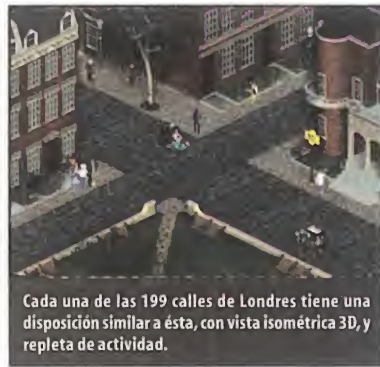 Cada una de las 199 calles de Londres tiene una
disposición similar a ésta, con vista isométrica 3D, y
repleta de actividad.